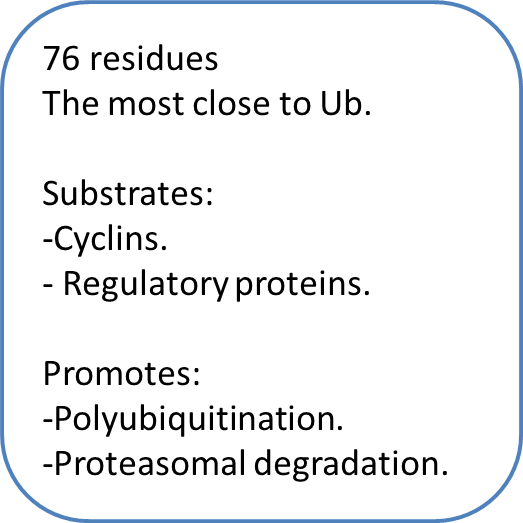 76 residues
The most close to Ub.
Substrates:
-Cyclins.
- Regulatory proteins.
Promotes:
-Polyubiquitination.
-Proteasomal degradation.